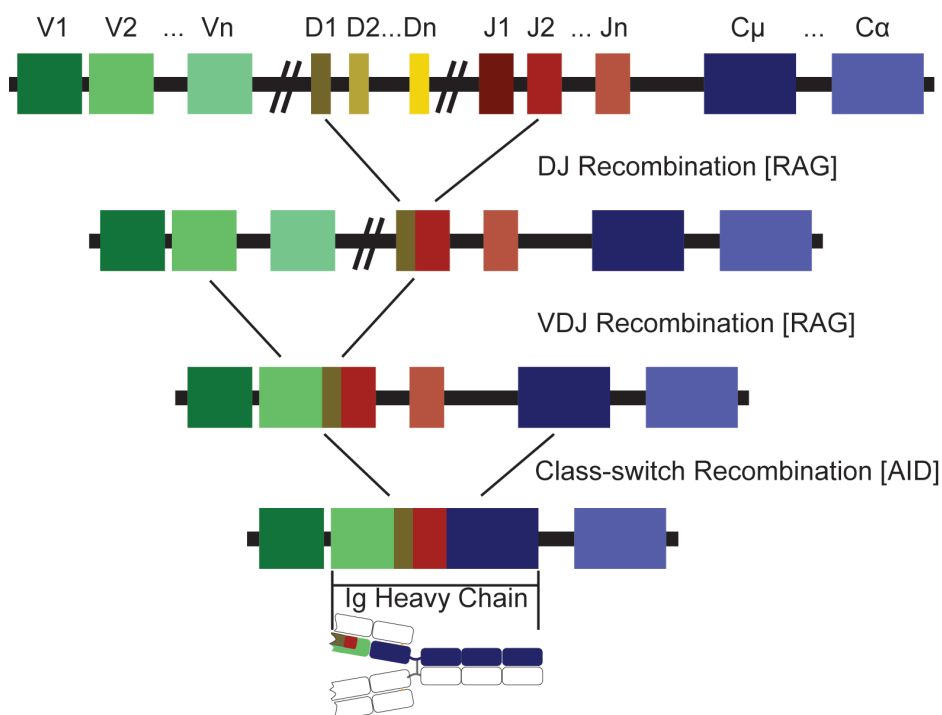 V1 V2 ... Vn D1 D2...Dn J1 J2 ... Jn Cμ ... Cα
DJ Recombination [RAG]
VDJ Recombination [RAG]
Class-switch Recombination [AID]
Ig Heavy Chain